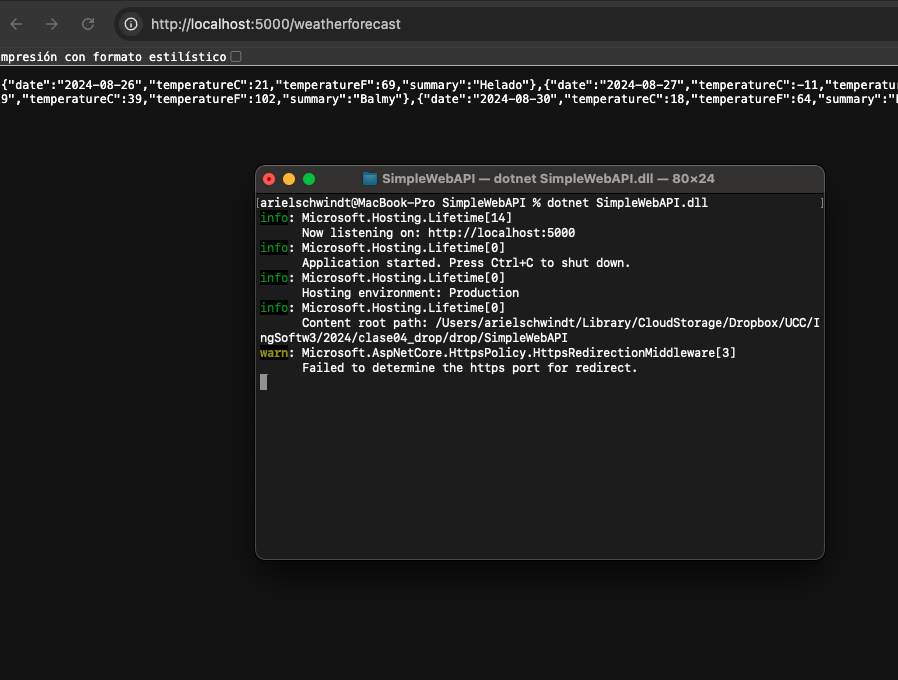 http://localhost:5000/weatherforecast
mpresión con formato estilístico
{"date":"2024-08-26","temperatureC":21,"temperatureF":69,"summary":"Helado"},{"date":"2024-08-27","temperatureC":-11,"temperatu
9","temperatureC":39,"temperatureF":102,"summary":"Balmy"},{"date":"2024-08-30","temperatureC":18,"temperatureF":64,"summary":"
SimpleWebAPI — dotnet SimpleWebAPI.dll — 80×24
[arielschwindt@MacBook-Pro SimpleWebAPI % dotnet SimpleWebAPI.dll ]
info: Microsoft.Hosting.Lifetime[14]
Now listening on: http://localhost:5000
info: Microsoft.Hosting.Lifetime[0]
Application started. Press Ctrl+C to shut down.
info: Microsoft.Hosting.Lifetime[0]
Hosting environment: Production
info: Microsoft.Hosting.Lifetime[0]
Content root path: /Users/arielschwindt/Library/CloudStorage/Dropbox/UCC/I
ngSoftw3/2024/clase04_drop/drop/SimpleWebAPI
warn: Microsoft.AspNetCore.HttpsPolicy.HttpsRedirectionMiddleware[3]
Failed to determine the https port for redirect.